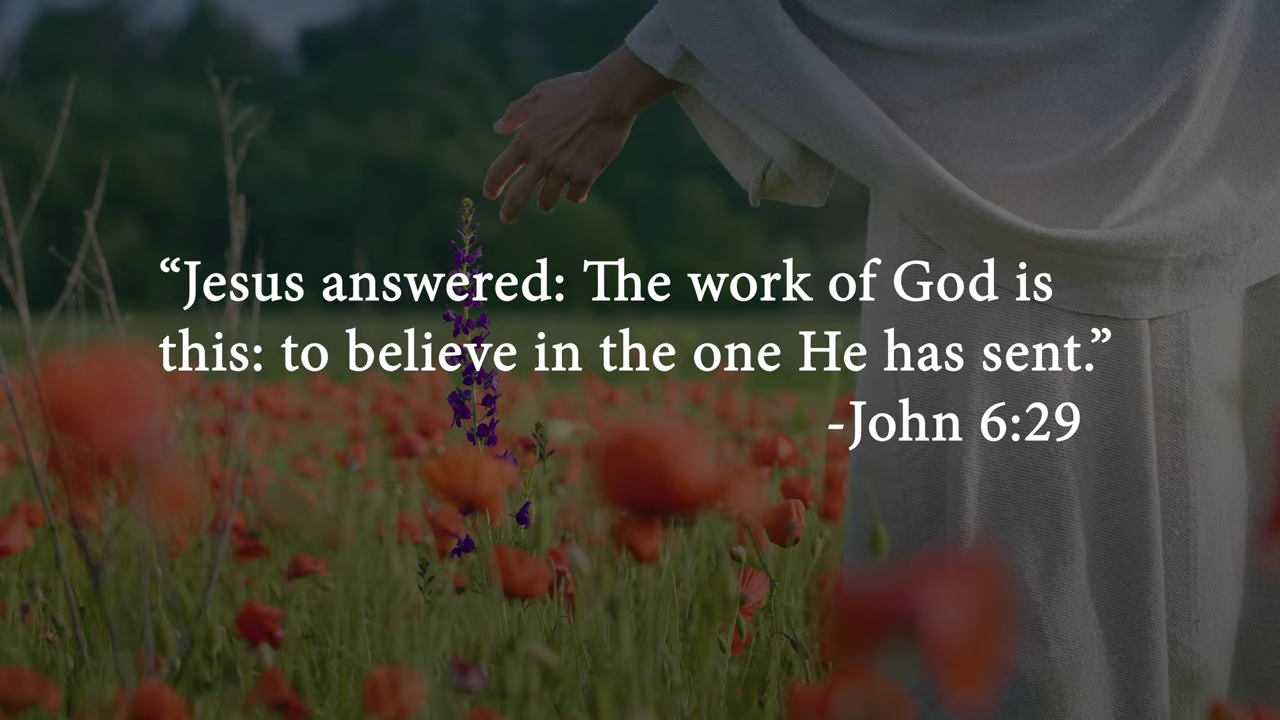 “Jesus answered: The work of God is
this: to believe in the one He has sent.”
-John 6:29